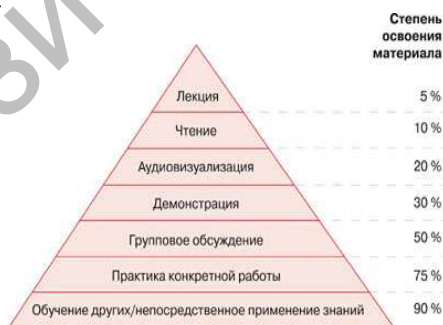 Степень
освоения
материала
Лекция 5 %
Чтение 10 %
Аудиовизуализация 20 %
Демонстрация 30 %
Групповое обсуждение 50 %
Практика конкретной работы 75 %
Обучение других/непосредственное применение знаний 90 %